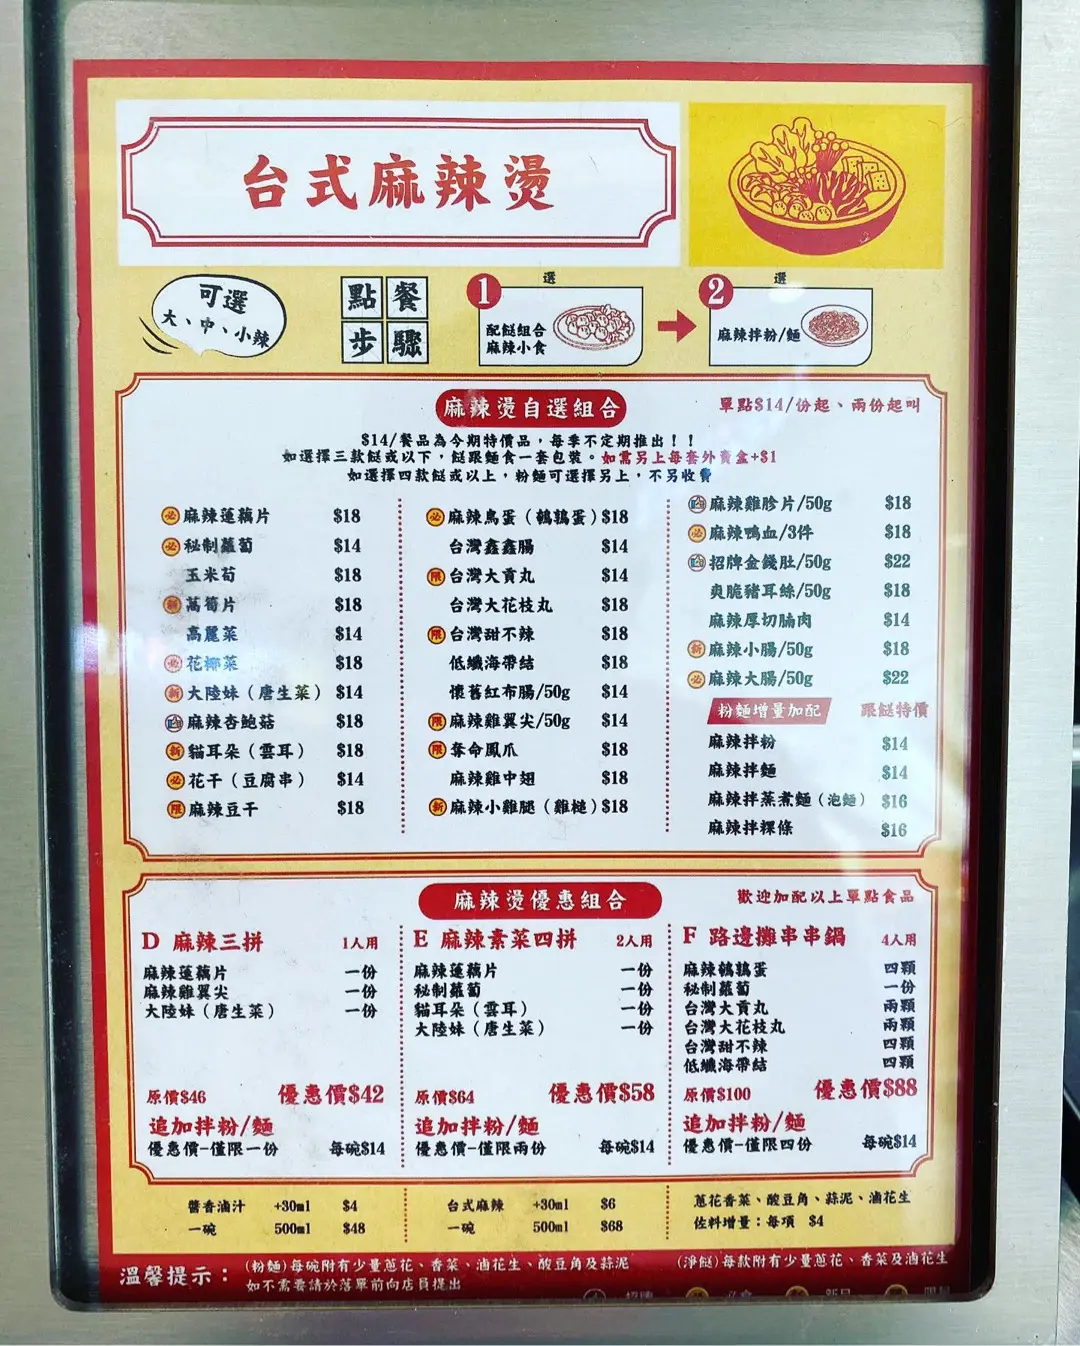 台式麻辣燙
可選
大、中、小辣
點餐
步驟
1
選
配餸組合
麻辣小食
2
選
麻辣拌粉/麵
麻辣燙自選組合
單點$14/份起、兩份起叫
$14/餐品為今期特價品，每季不定期推出！！
如選擇三款餸或以下，餸跟麵食一套包裝。如需另上每套外賣盒+$1
如選擇四款餸或以上，粉麵可選擇另上，不另收費
必 麻辣蓮藕片 $18
必 秘制蘿蔔 $14
玉米荀 $18
新 萵筍片 $18
高麗菜 $14
必 花椰菜 $18
新 大陸妹（唐生菜） $14
麻辣杏鮑菇 $18
新 貓耳朵（雲耳） $18
必 花干（豆腐串） $14
限 麻辣豆干 $18
必 麻辣鳥蛋（鵪鶉蛋） $18
台灣鑫鑫腸 $14
限 台灣大貢丸 $14
台灣大花枝丸 $18
限 台灣甜不辣 $18
低纖海帶結 $18
懷舊紅布腸/50g $14
限 麻辣雞翼尖/50g $14
限 奪命鳳爪 $18
麻辣雞中翅 $18
新 麻辣小雞腿（雞槌） $18
麻辣雞胗片/50g $18
必 麻辣鴨血/3件 $18
招牌金錢肚/50g $22
爽脆豬耳絲/50g $18
麻辣厚切腩肉 $14
新 麻辣小腸/50g $18
必 麻辣大腸/50g $22
粉麵增量加配 跟餸特價
麻辣拌粉 $14
麻辣拌麵 $14
麻辣拌蒸煮麵（泡麵） $16
麻辣拌粿條 $16
麻辣燙優惠組合
歡迎加配以上單點食品
D 麻辣三拼 1人用
麻辣蓮藕片 一份
麻辣雞翼尖 一份
大陸妹（唐生菜） 一份
原價$46 優惠價$42
追加拌粉/麵
優惠價-僅限一份 每碗$14
E 麻辣素菜四拼 2人用
麻辣蓮藕片 一份
秘制蘿蔔 一份
貓耳朵（雲耳） 一份
大陸妹（唐生菜） 一份
原價$64 優惠價$58
追加拌粉/麵
優惠價-僅限兩份 每碗$14
F 路邊攤串串鍋 4人用
麻辣鵪鶉蛋 四顆
秘制蘿蔔 一份
台灣大貢丸 兩顆
台灣大花枝丸 兩顆
台灣甜不辣 四顆
低纖海帶結 四顆
原價$100 優惠價$88
追加拌粉/麵
優惠價-僅限四份 每碗$14
醬香滷汁 +30ml $4
一碗 500ml $48
台式麻辣 +30ml $6
一碗 500ml $68
蔥花香菜、酸豆角、蒜泥、滷花生
佐料增量：每項 $4
溫馨提示：
(粉麵)每碗附有少量蔥花、香菜、滷花生、酸豆角及蒜泥
如不需要請於落單前向店員提出
(淨餸)每款附有少量蔥花、香菜及滷花生